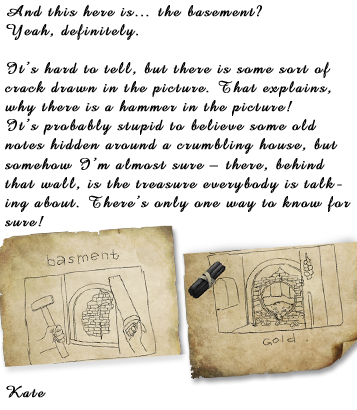 And this here is... the basement?
Yeah, definitely.
It's hard to tell, but there is some sort of
crack drawn in the picture. That explains,
why there is a hammer in the picture!
It's probably stupid to believe some old
notes hidden around a crumbling house, but
somehow I'm almost sure – there, behind
that wall, is the treasure everybody is talk-
ing about. There's only one way to know for
sure!
basment
Gold
Kate